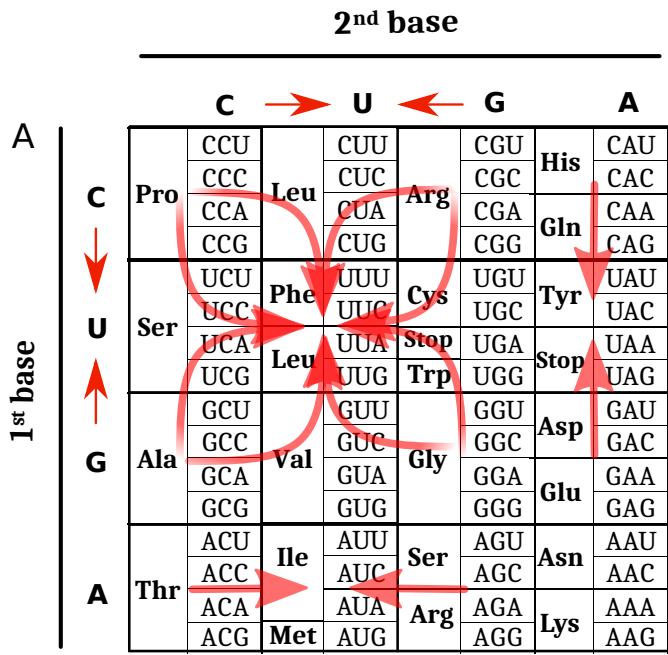 2nd base
C U G A
A
1st base
C
U
G
A
Pro CCU Leu CUU Arg CGU His CAU
CCC CUC CGC CAC
CCA CUA CGA Gln CAA
CCG CUG CGG CAG
Ser UCU Phe UUU Cys UGU Tyr UAU
UCC UUC UGC UAC
UCA Leu UUA Stop UGA Stop UAA
UCG UUG Trp UGG UAG
Ala GCU Val GUU Gly GGU Asp GAU
GCC GUC GGC GAC
GCA GUA GGA Glu GAA
GCG GUG GGG GAG
Thr ACU Ile AUU Ser AGU Asn AAU
ACC AUC AGC AAC
ACA AUA Arg AGA Lys AAA
ACG Met AUG AGG AAG